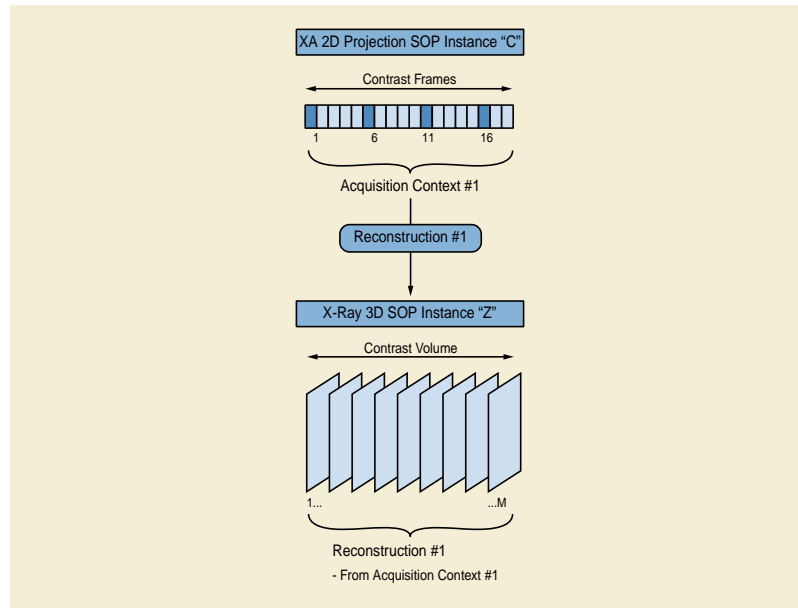 XA 2D Projection SOP Instance “C”
Contrast Frames
1 6 11 16
Acquisition Context #1
Reconstruction #1
X-Ray 3D SOP Instance “Z”
Contrast Volume
1... ...M
Reconstruction #1
- From Acquisition Context #1